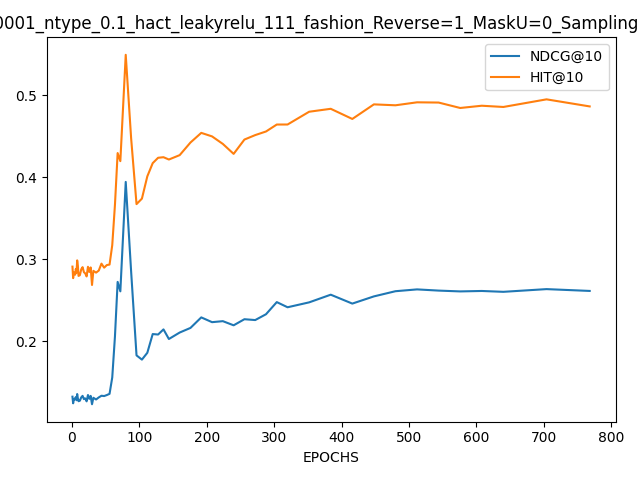 0001_ntype_0.1_hact_leakyrelu_111_fashion_Reverse=1_MaskU=0_Sampling
NDCG@10
HIT@10
0.5
0.4
0.3
0.2
0 100 200 300 400 500 600 700 800
EPOCHS